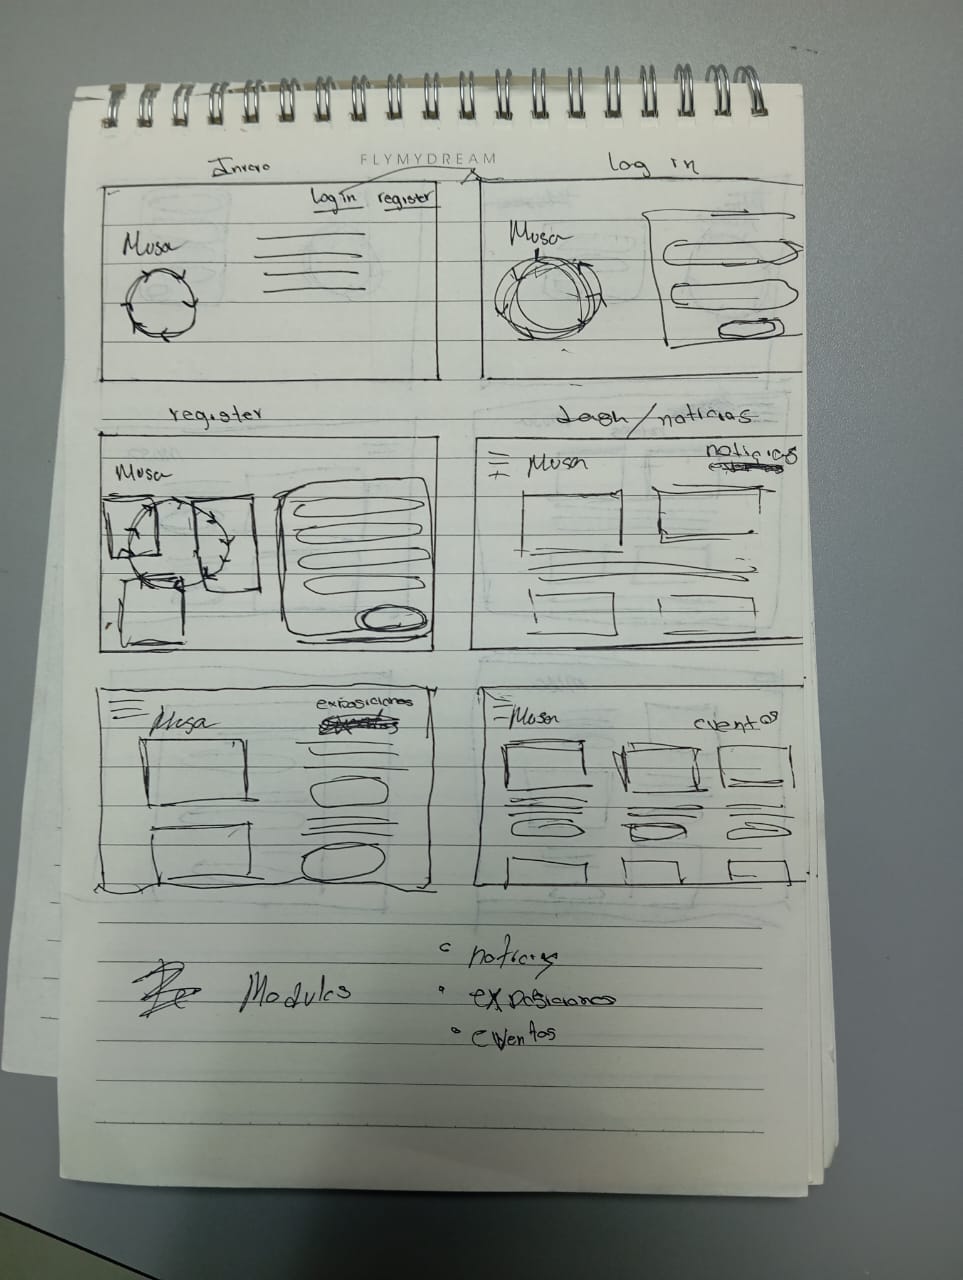 FLYMYDREAM
Inicio
log in
log in register
Musa
Musa
register
dash/noticias
Musa
Musa
noticias
Musa
exposiciones
Musa
eventos
Modulos
noticias
exposiciones
eventos